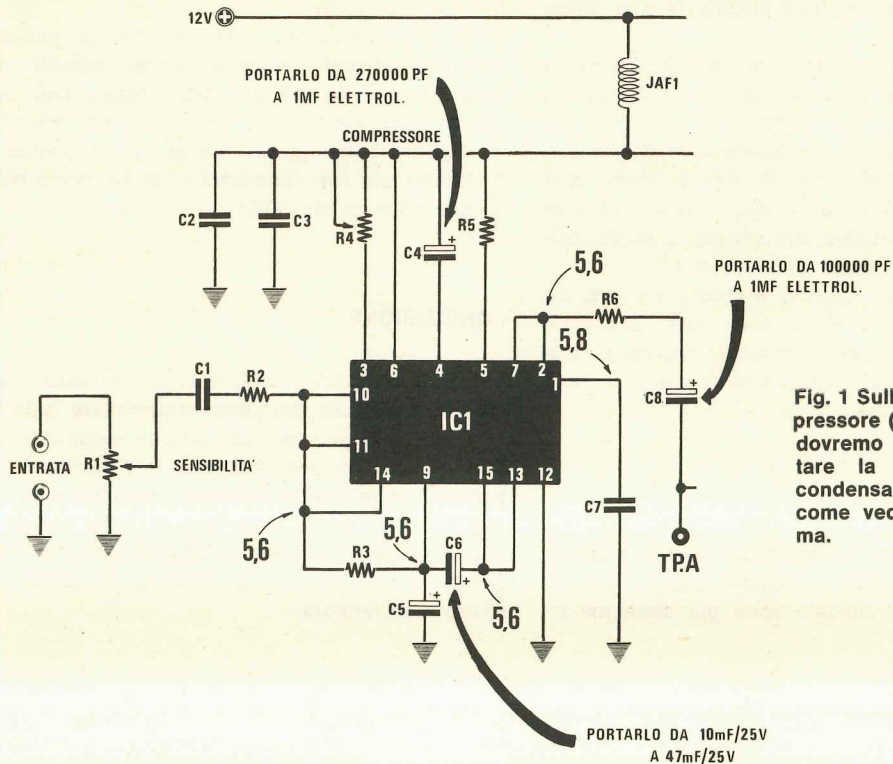 12V
JAF1
PORTARLO DA 270000 PF
A 1MF ELETTROL.
COMPRESSORE
C2
C3
R4
C4
+
R5
5,6
R6
PORTARLO DA 100000 PF
A 1MF ELETTROL.
5,8
C8
+
3 6 4 5 7 2
1
10
11
IC1
14 9 15 13 12
C1
R2
ENTRATA
R1
SENSIBILITA'
5,6
R3
5,6
C6
+
C5
+
5,6
C7
TP.A
PORTARLO DA 10mF/25V
A 47mF/25V
Fig. 1 Sull
pressore (
dovremo
tare la
condensa
come ved
ma.